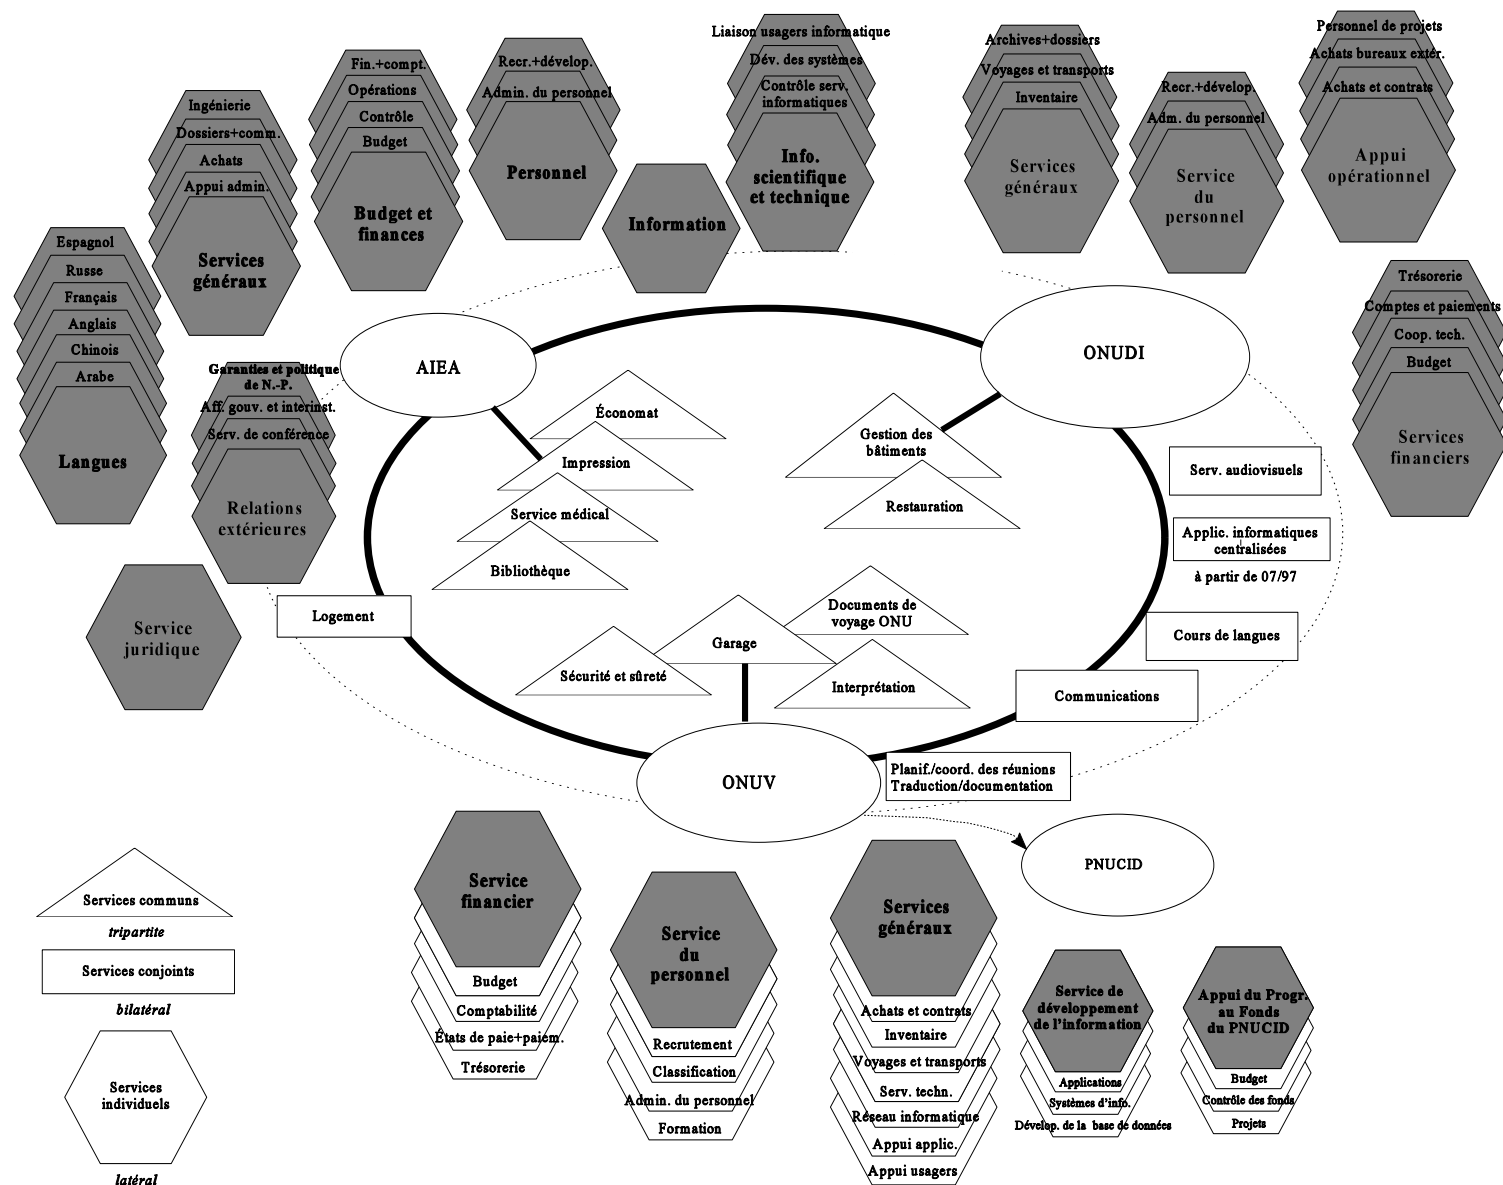 Espagnol
Russe
Français
Anglais
Chinois
Arabe
Langues
Ingénierie
Dossiers+comm.
Achats
Appui admin.
Services
généraux
Fin.+compt.
Opérations
Contrôle
Budget
Budget et
finances
Recr.+dévelop.
Admin. du personnel
Personnel
Information
Liaison usagers informatique
Dév. des systèmes
Contrôle serv.
informatiques
Info.
scientifique
et technique
Archives+dossiers
Voyages et transports
Inventaire
Services
généraux
Recr.+dévelop.
Adm. du personnel
Service
du
personnel
Personnel de projets
Achats bureaux extér.
Achats et contrats
Appui
opérationnel
Trésorerie
Comptes et paiements
Coop. tech.
Budget
Services
financiers
Garanties et politique
de N.-P.
Aff. gouv. et interinst.
Serv. de conférence
Relations
extérieures
Service
juridique
AIEA
ONUDI
Économat
Impression
Service médical
Bibliothèque
Gestion des
bâtiments
Restauration
Serv. audiovisuels
Applic. informatiques
centralisées
à partir de 07/97
Cours de langues
Communications
Logement
Documents de
voyage ONU
Garage
Sécurité et sûreté
Interprétation
ONUV
Planif./coord. des réunions
Traduction/documentation
PNUCID
Services communs
tripartite
Services conjoints
bilatéral
Services
individuels
latéral
Service
financier
Budget
Comptabilité
États de paie+paiem.
Trésorerie
Service
du
personnel
Recrutement
Classification
Admin. du personnel
Formation
Services
généraux
Achats et contrats
Inventaire
Voyages et transports
Serv. techn.
Réseau informatique
Appui applic.
Appui usagers
Service de
développement
de l'information
Applications
Systèmes d'info.
Dévelop. de la base de données
Appui du Progr.
au Fonds
du PNUCID
Budget
Contrôle des fonds
Projets